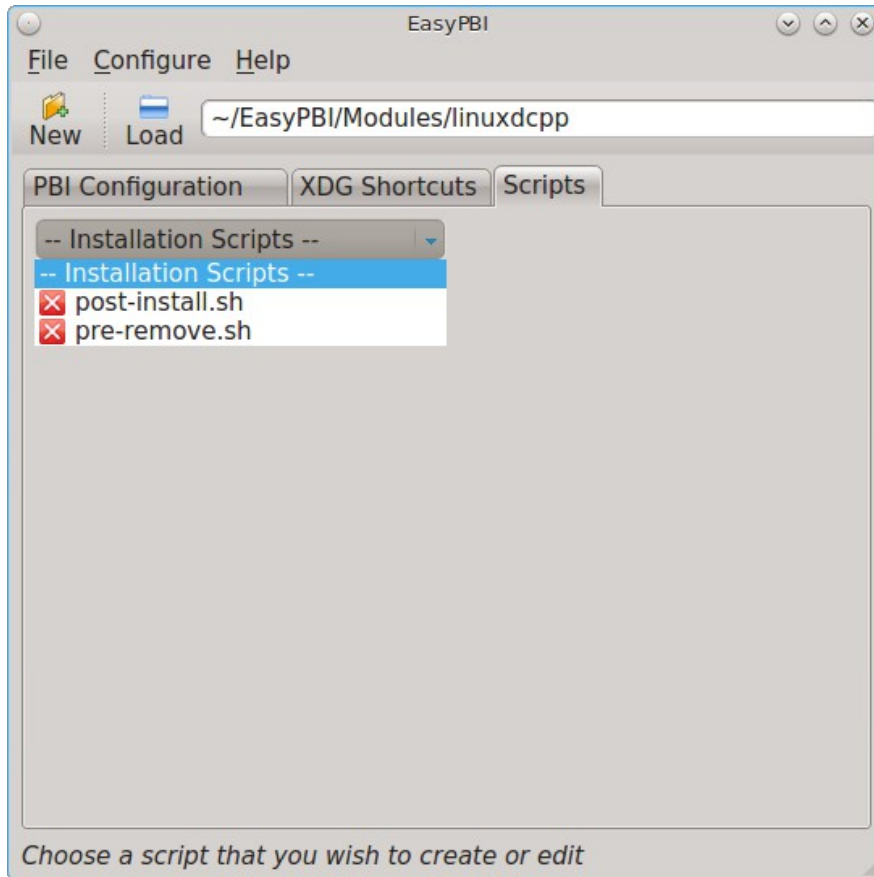 EasyPBI
File Configure Help
New Load ~/EasyPBI/Modules/linuxdcpp
PBI Configuration XDG Shortcuts Scripts
-- Installation Scripts --
-- Installation Scripts --
post-install.sh
pre-remove.sh
Choose a script that you wish to create or edit